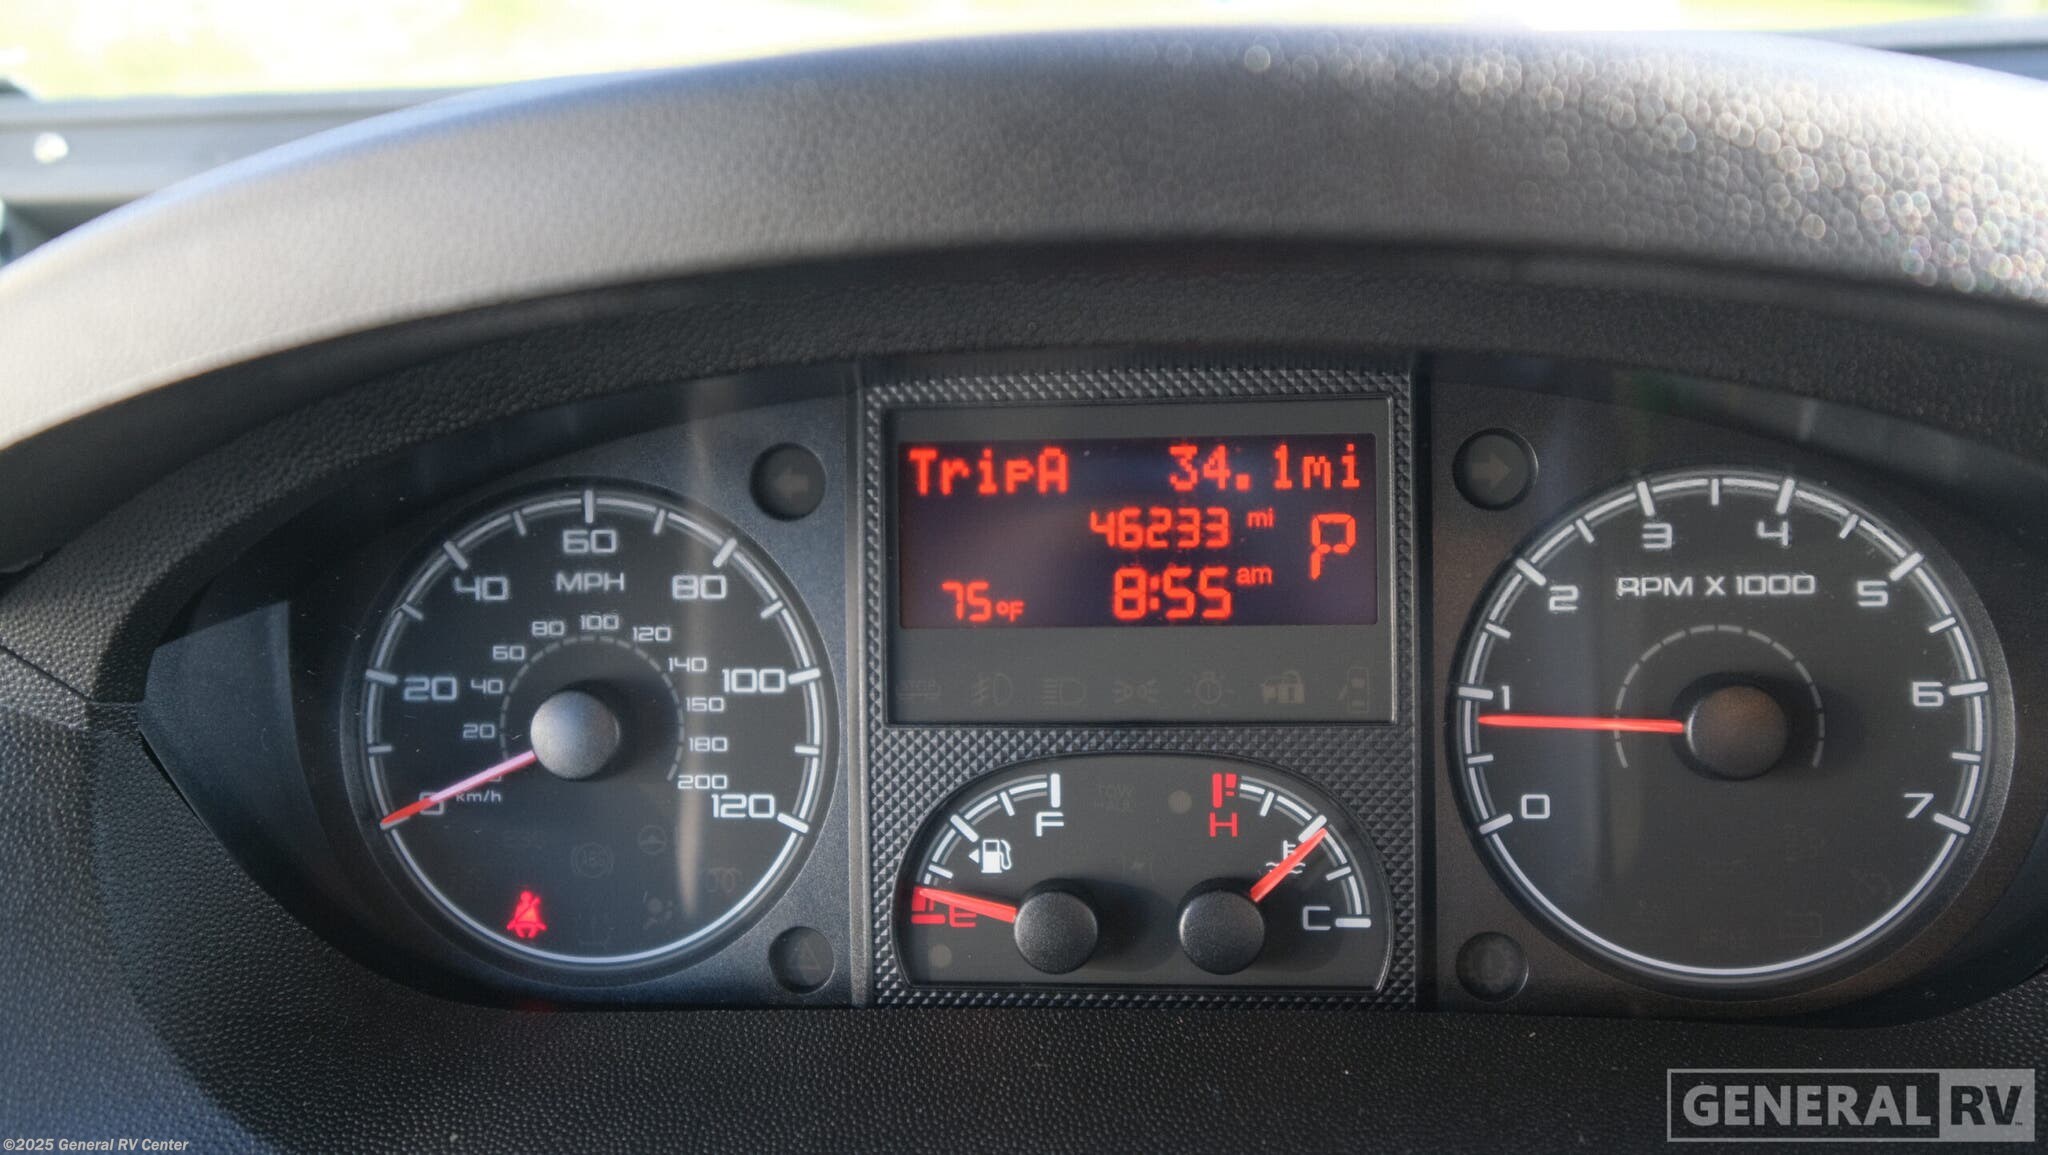 TripA 34.1mi
46233 mi P
75°F 8:55 am
60
MPH
40 80
20 100
0 120
80 100 120
60 140
40 150
20 180
200
km/h
RPM X 1000
3 4
2 5
1 6
0 7
F
E
H
C
GENERAL RV
©2025 General RV Center